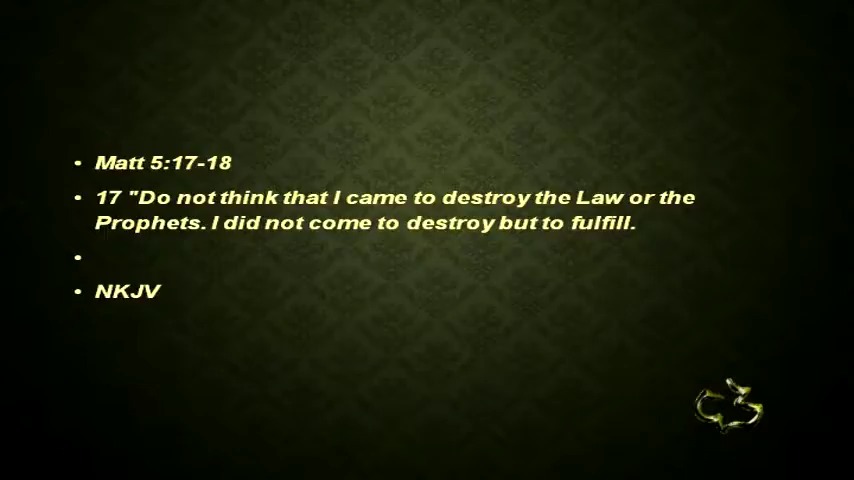 • Matt 5:17-18
• 17 "Do not think that I came to destroy the Law or the
Prophets. I did not come to destroy but to fulfill.
•
• NKJV
C3